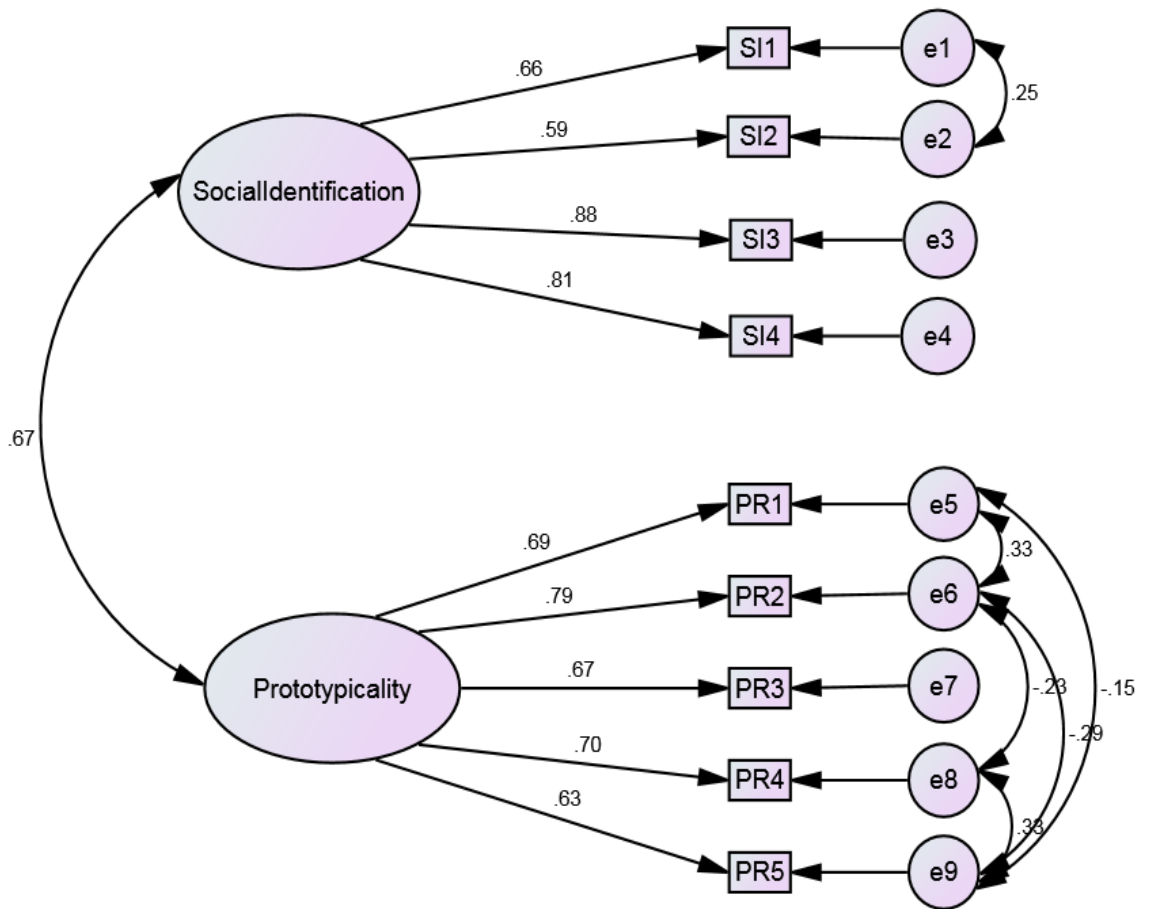 SI1
e1
.66
.25
.59
SI2
e2
SocialIdentification
.88
SI3
e3
.81
SI4
e4
.67
PR1
e5
.69
.33
.79
PR2
e6
Prototypicality
.67
PR3
e7
-.23
-.15
-.29
.70
PR4
e8
.63
.33
PR5
e9